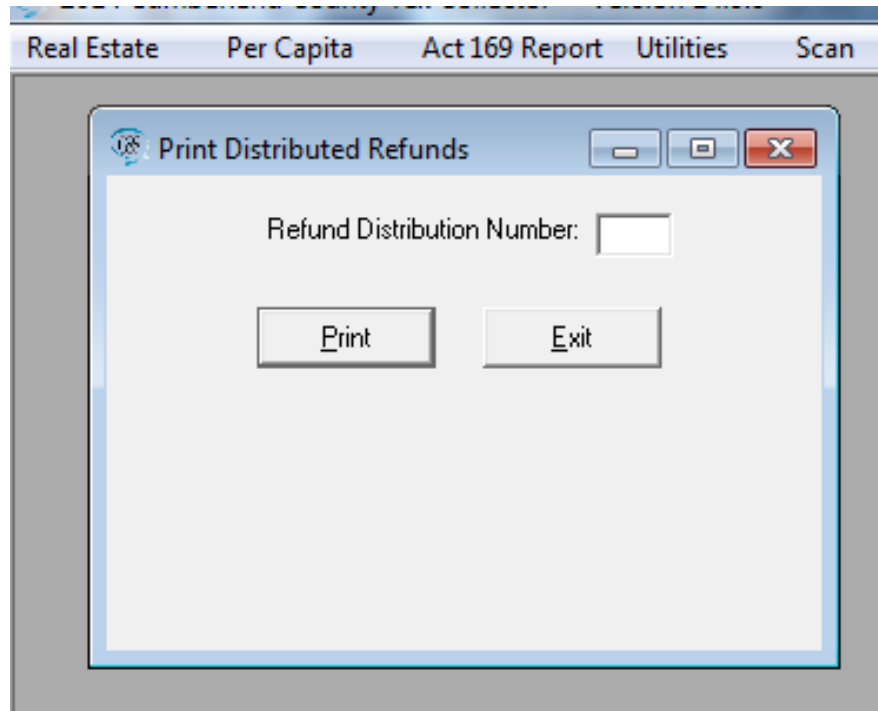 Real Estate Per Capita Act 169 Report Utilities Scan
Print Distributed Refunds
Refund Distribution Number:
Print Exit